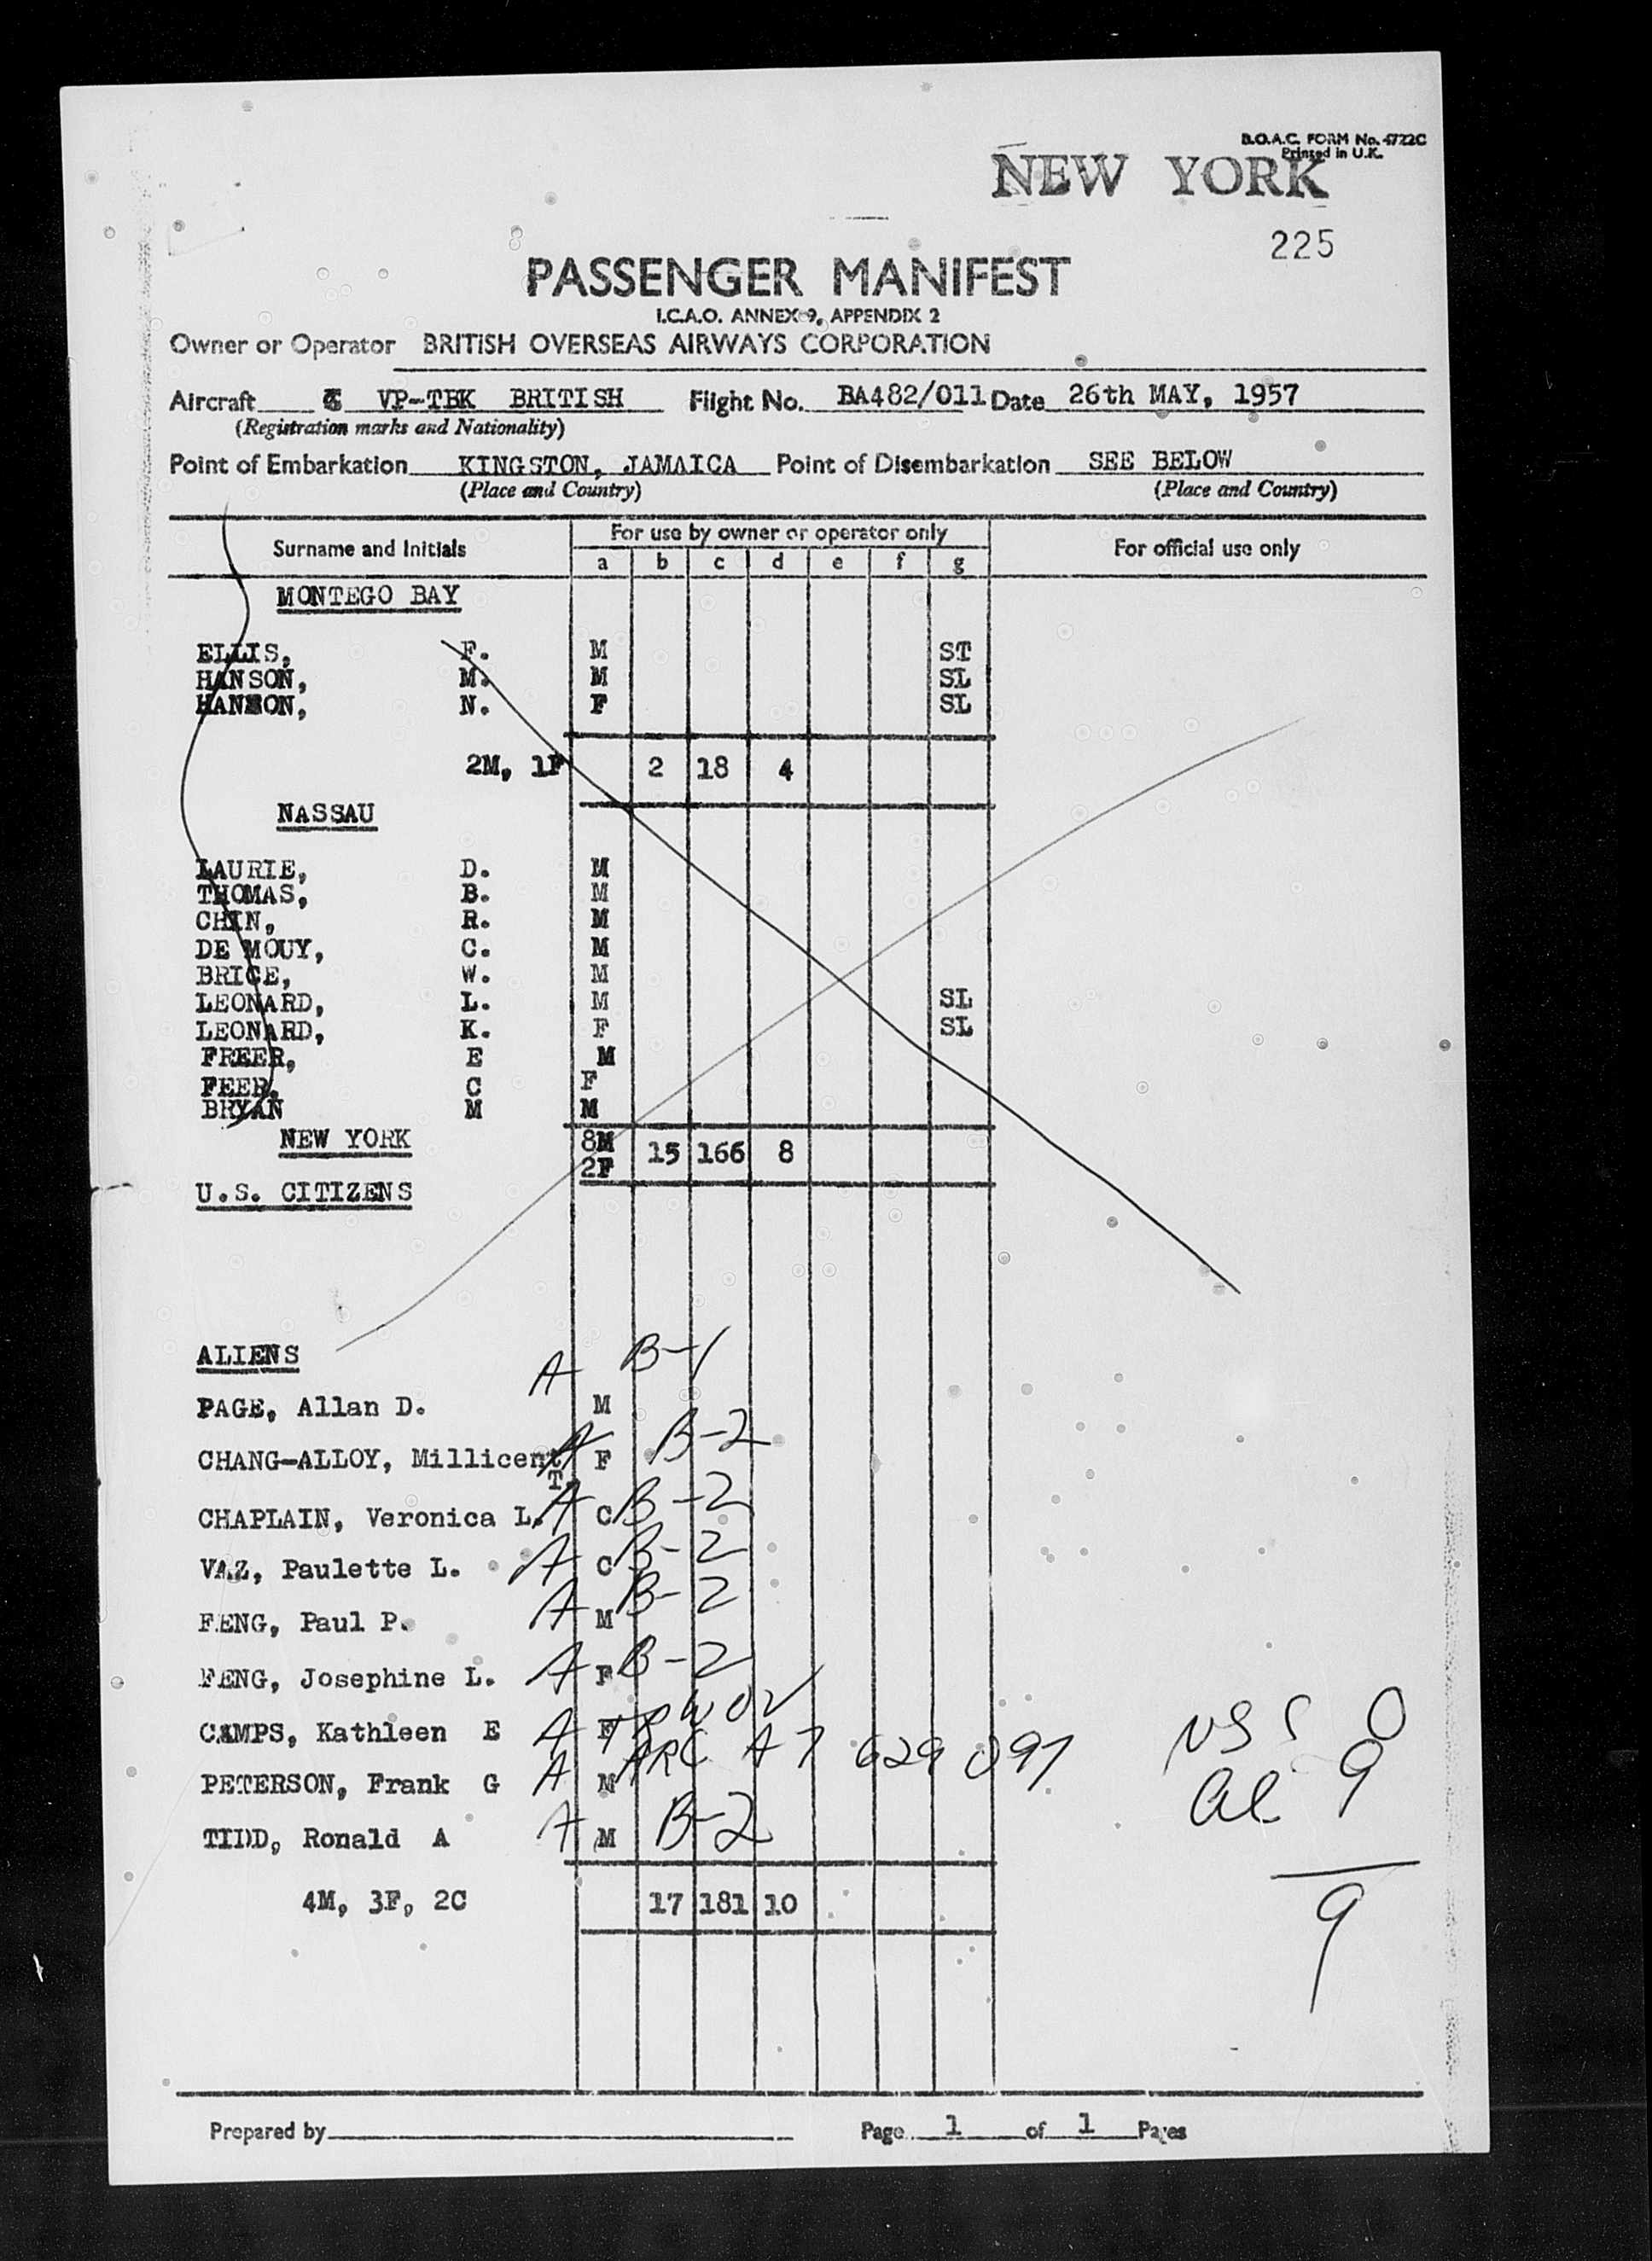 B.O.A.C. FORM No. 4722C
Printed in U.K.
NEW YORK
225
PASSENGER MANIFEST
I.C.A.O. ANNEX 9, APPENDIX 2
Owner or Operator BRITISH OVERSEAS AIRWAYS CORPORATION
Aircraft VP-TBK BRITISH Flight No. BA482/011 Date 26th MAY, 1957
(Registration marks and Nationality)
Point of Embarkation KINGSTON, JAMAICA Point of Disembarkation SEE BELOW
(Place and Country) (Place and Country)
Surname and Initials For use by owner or operator only For official use only
a b c d e f g
MONTEGO BAY
ELLIS, F. M ST
HANSON, M. M SL
HANSON, N. F SL
2M, 1F 2 18 4
NASSAU
LAURIE, D. M
THOMAS, B. M
CHIN, R. M
DE MOUY, C. M
BRICE, W. M
LEONARD, L. M SL
LEONARD, K. F SL
FREER, E M
FEER, C F
BRYAN M M
NEW YORK 8M 2F 15 166 8
U.S. CITIZENS
ALIENS
PAGE, Allan D. A M B-1
CHANG-ALLOY, Millicent T. A F B-2
CHAPLAIN, Veronica L. A C B-2
VAZ, Paulette L. A C B-2
FENG, Paul P. A M B-2
FENG, Josephine L. A F B-2
CAMPS, Kathleen E A F
PETERSON, Frank G A M ARC A7 629 097
TIDD, Ronald A A M B-2
0
al 9
9
4M, 3F, 2C 17 181 10
Prepared by Page 1 of 1 Pages